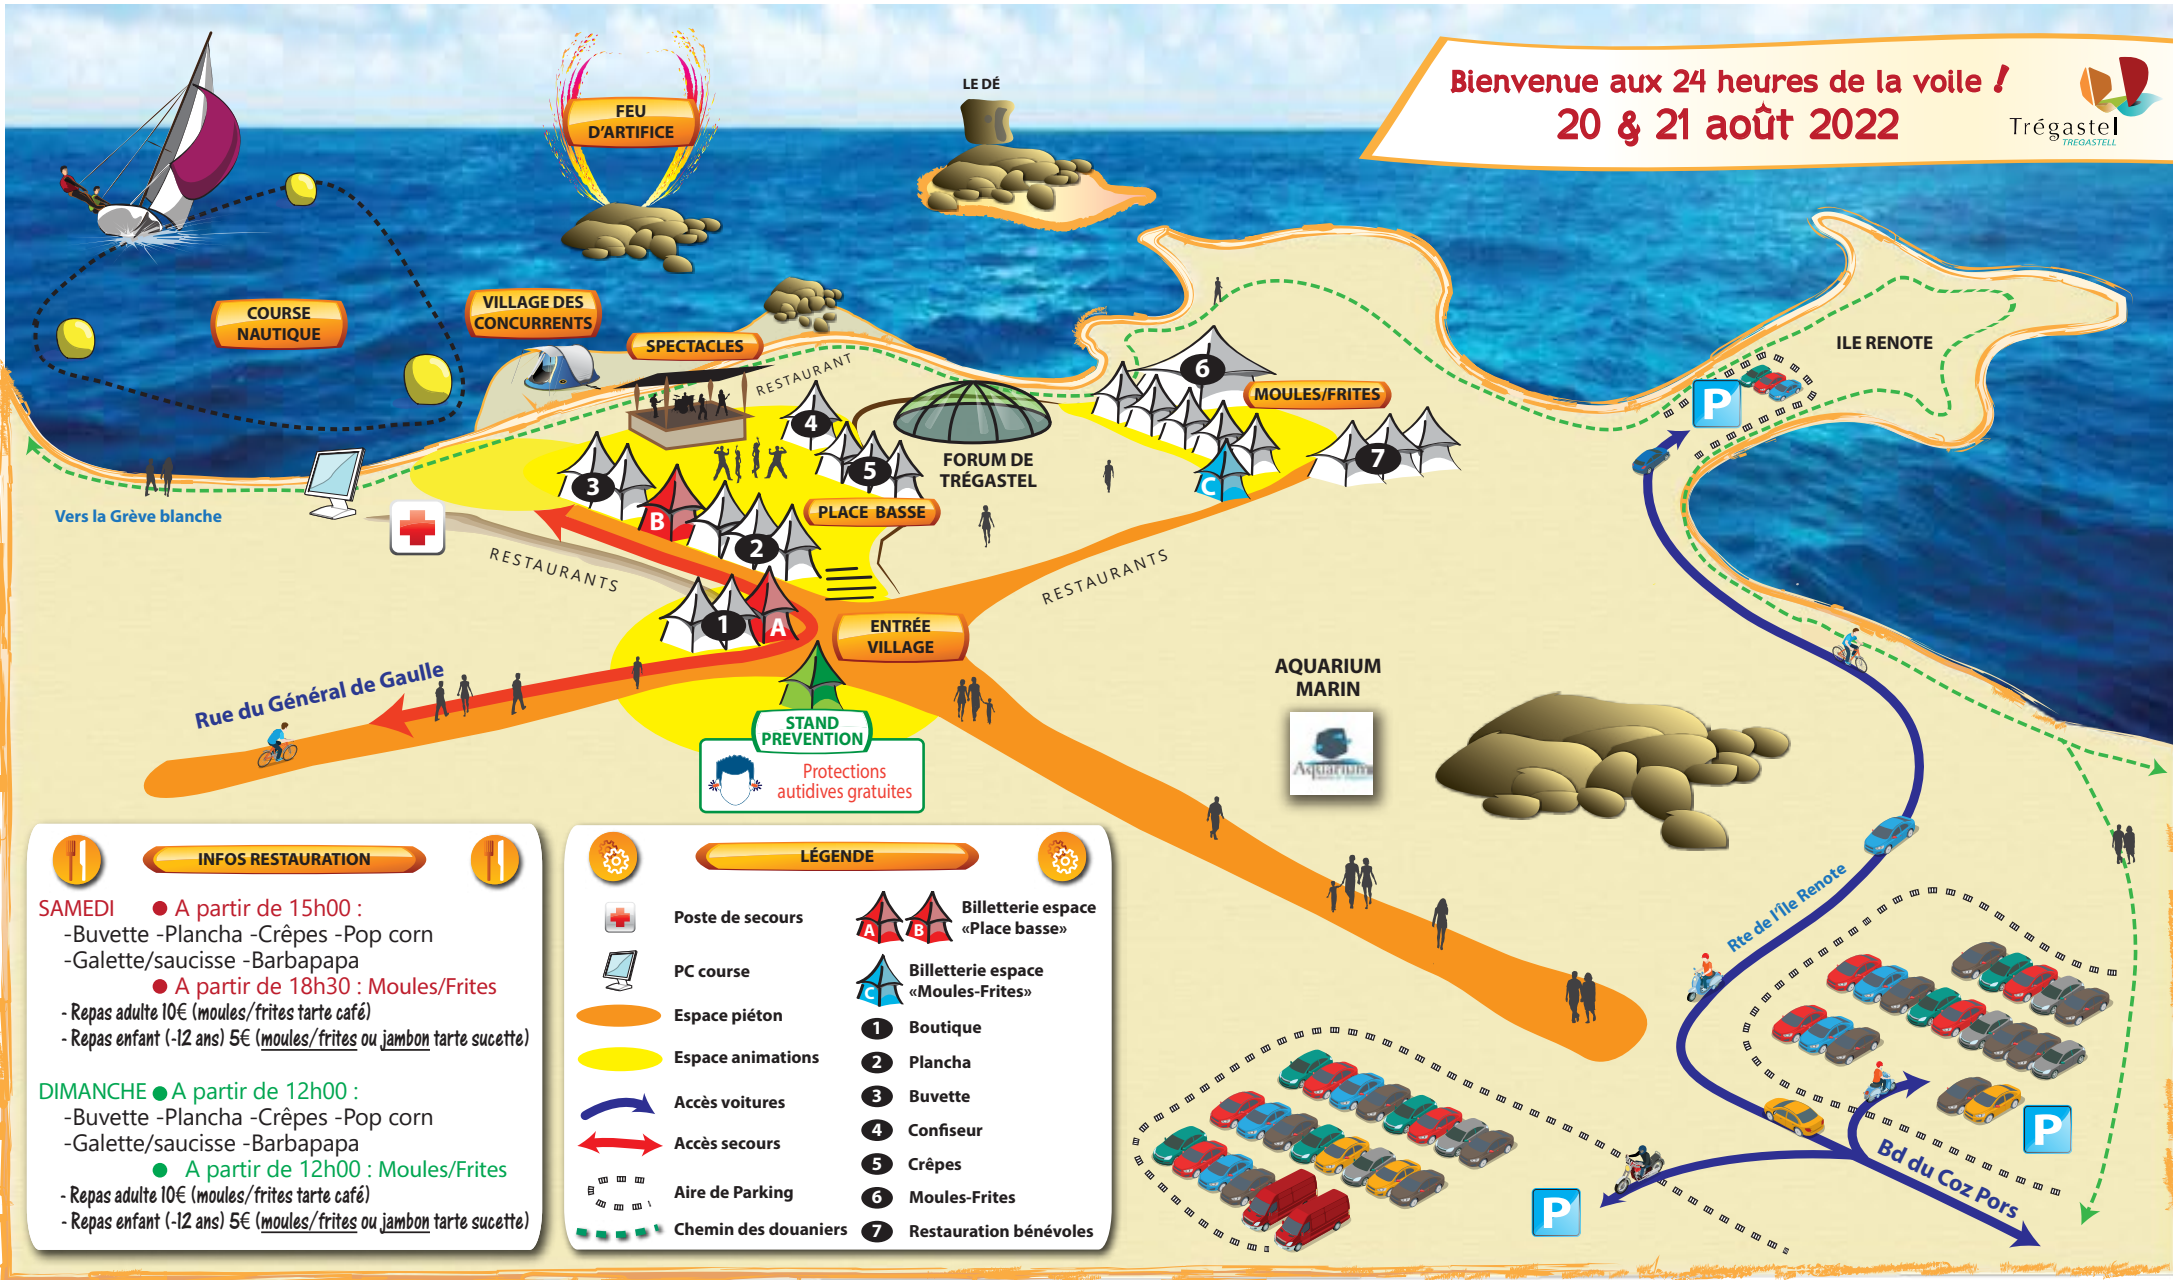 Bienvenue aux 24 heures de la voile !
20 & 21 août 2022
Trégastel
TREGASTELL
LE DÉ
FEU
D'ARTIFICE
COURSE
NAUTIQUE
VILLAGE DES
CONCURRENTS
SPECTACLES
RESTAURANT
ILE RENOTE
P
6
MOULES/FRITES
4
5
7
3
C
B
2
FORUM DE
TRÉGASTEL
PLACE BASSE
Vers la Grève blanche
RESTAURANTS
RESTAURANTS
1
A
ENTRÉE
VILLAGE
Rue du Général de Gaulle
STAND
PREVENTION
Protections
autidives gratuites
AQUARIUM
MARIN
Aquarium
Rte de l'Île Renote
P
Bd du Coz Pors
P
INFOS RESTAURATION
SAMEDI ● A partir de 15h00 :
-Buvette -Plancha -Crêpes -Pop corn
-Galette/saucisse -Barbapapa
● A partir de 18h30 : Moules/Frites
- Repas adulte 10€ (moules/frites tarte café)
- Repas enfant (-12 ans) 5€ (moules/frites ou jambon tarte sucette)
DIMANCHE ● A partir de 12h00 :
-Buvette -Plancha -Crêpes -Pop corn
-Galette/saucisse -Barbapapa
● A partir de 12h00 : Moules/Frites
- Repas adulte 10€ (moules/frites tarte café)
- Repas enfant (-12 ans) 5€ (moules/frites ou jambon tarte sucette)
LÉGENDE
Poste de secours
PC course
Espace piéton
Espace animations
Accès voitures
Accès secours
Aire de Parking
Chemin des douaniers
A B Billetterie espace
«Place basse»
C Billetterie espace
«Moules-Frites»
1 Boutique
2 Plancha
3 Buvette
4 Confiseur
5 Crêpes
6 Moules-Frites
7 Restauration bénévoles